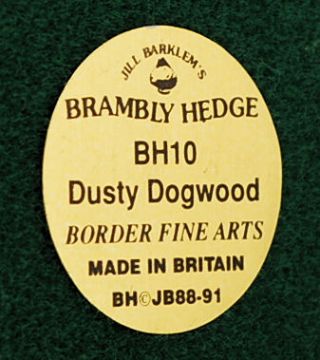 JILL BARKLEM'S
BRAMBLY HEDGE
BH10
Dusty Dogwood
BORDER FINE ARTS
MADE IN BRITAIN
BH©JB88-91